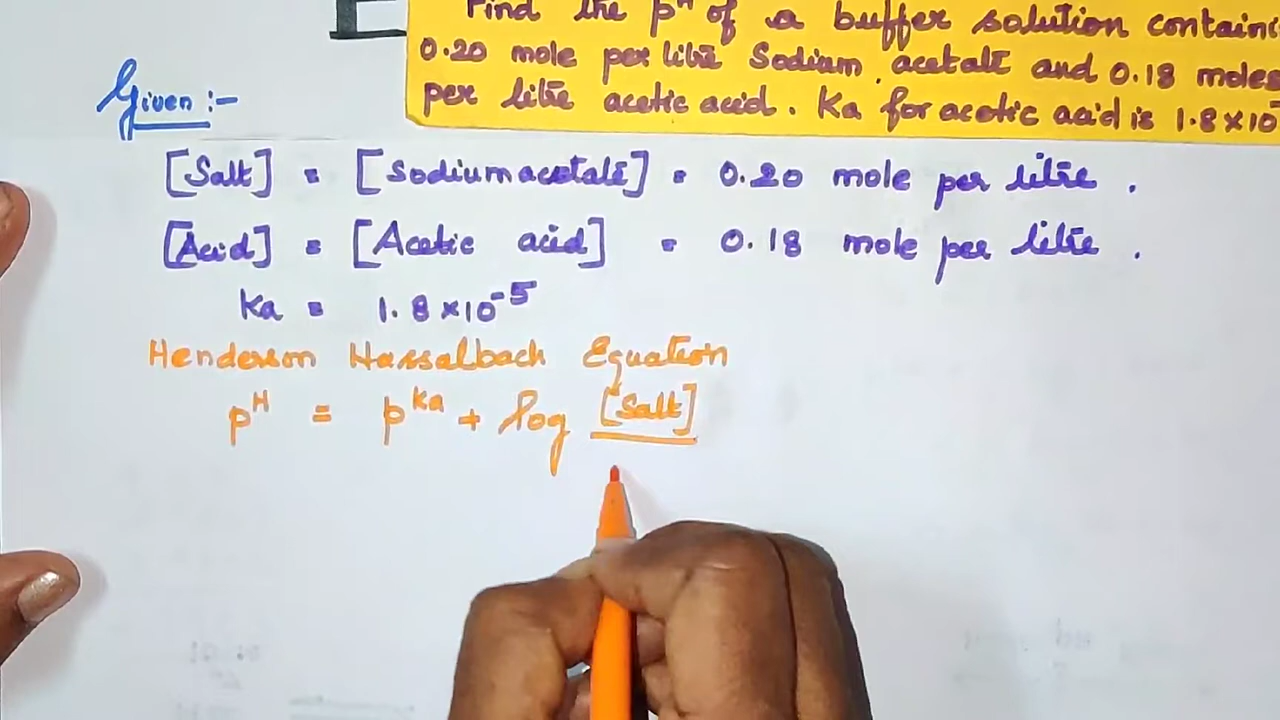 Find the pH of a buffer solution containi
0.20 mole per litre Sodium acetate and 0.18 moles
per litre acetic acid. Ka for acetic acid is 1.8×10
Given :-
[Salt] = [Sodium acetate] = 0.20 mole per litre .
[Acid] = [Acetic acid] = 0.18 mole per litre .
Ka = 1.8×10⁻⁵
Henderson Hassalbach Equation
pH = pKa + log [Salt]